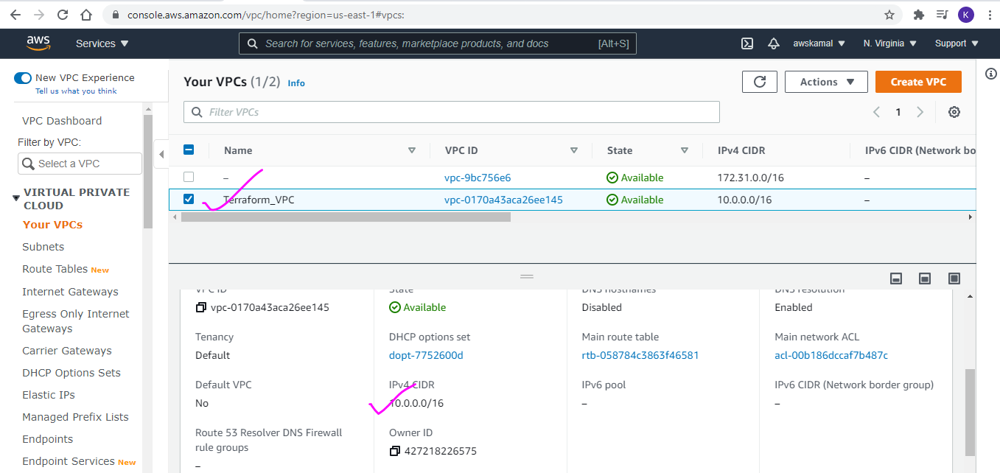 console.aws.amazon.com/vpc/home?region=us-east-1#vpcs:
K
aws
Services
Search for services, features, marketplace products, and docs [Alt+S]
awskamal
N. Virginia
Support
New VPC Experience
Tell us what you think
VPC Dashboard
Filter by VPC:
Select a VPC
VIRTUAL PRIVATE
CLOUD
Your VPCs
Subnets
Route Tables New
Internet Gateways
Egress Only Internet
Gateways
Carrier Gateways
DHCP Options Sets
Elastic IPs
Managed Prefix Lists
Endpoints
Endpoint Services New
Your VPCs (1/2) Info
Actions
Create VPC
Filter VPCs
1
Name VPC ID State IPv4 CIDR IPv6 CIDR (Network bo
– vpc-9bc756e6 Available 172.31.0.0/16 –
Terraform_VPC vpc-0170a43aca26ee145 Available 10.0.0.0/16 –
VPC ID State DNS hostnames DNS resolution
vpc-0170a43aca26ee145 Available Disabled Enabled
Tenancy DHCP options set Main route table Main network ACL
Default dopt-7752600d rtb-058784c3863f46581 acl-00b186dccaf7b487c
Default VPC IPv4 CIDR IPv6 pool IPv6 CIDR (Network border group)
No 10.0.0.0/16 – –
Route 53 Resolver DNS Firewall Owner ID
rule groups 427218226575
–